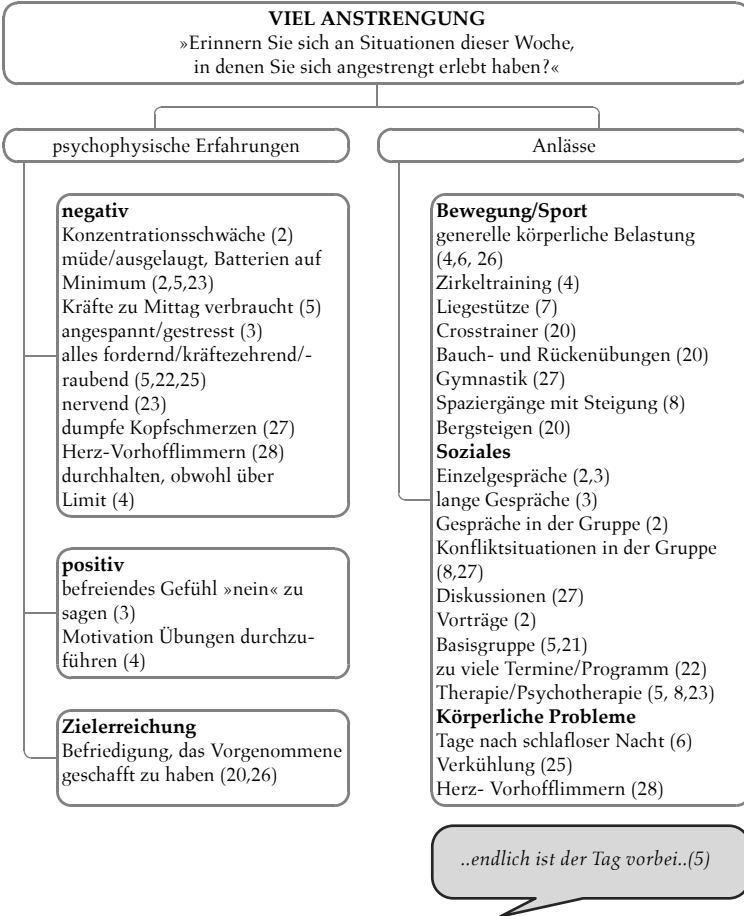 VIEL ANSTRENGUNG
»Erinnern Sie sich an Situationen dieser Woche,
in denen Sie sich angestrengt erlebt haben?«
psychophysische Erfahrungen
negativ
Konzentrationsschwäche (2)
müde/ausgelaugt, Batterien auf
Minimum (2,5,23)
Kräfte zu Mittag verbraucht (5)
angespannt/gestresst (3)
alles fordernd/kräftezehrend/-
raubend (5,22,25)
nervend (23)
dumpfe Kopfschmerzen (27)
Herz-Vorhofflimmern (28)
durchhalten, obwohl über
Limit (4)
positiv
befreiendes Gefühl »nein« zu
sagen (3)
Motivation Übungen durchzu-
führen (4)
Zielerreichung
Befriedigung, das Vorgenommene
geschafft zu haben (20,26)
Anlässe
Bewegung/Sport
generelle körperliche Belastung
(4,6, 26)
Zirkeltraining (4)
Liegestütze (7)
Crosstrainer (20)
Bauch- und Rückenübungen (20)
Gymnastik (27)
Spaziergänge mit Steigung (8)
Bergsteigen (20)
Soziales
Einzelgespräche (2,3)
lange Gespräche (3)
Gespräche in der Gruppe (2)
Konfliktsituationen in der Gruppe
(8,27)
Diskussionen (27)
Vorträge (2)
Basisgruppe (5,21)
zu viele Termine/Programm (22)
Therapie/Psychotherapie (5, 8,23)
Körperliche Probleme
Tage nach schlafloser Nacht (6)
Verkühlung (25)
Herz- Vorhofflimmern (28)
..endlich ist der Tag vorbei..(5)